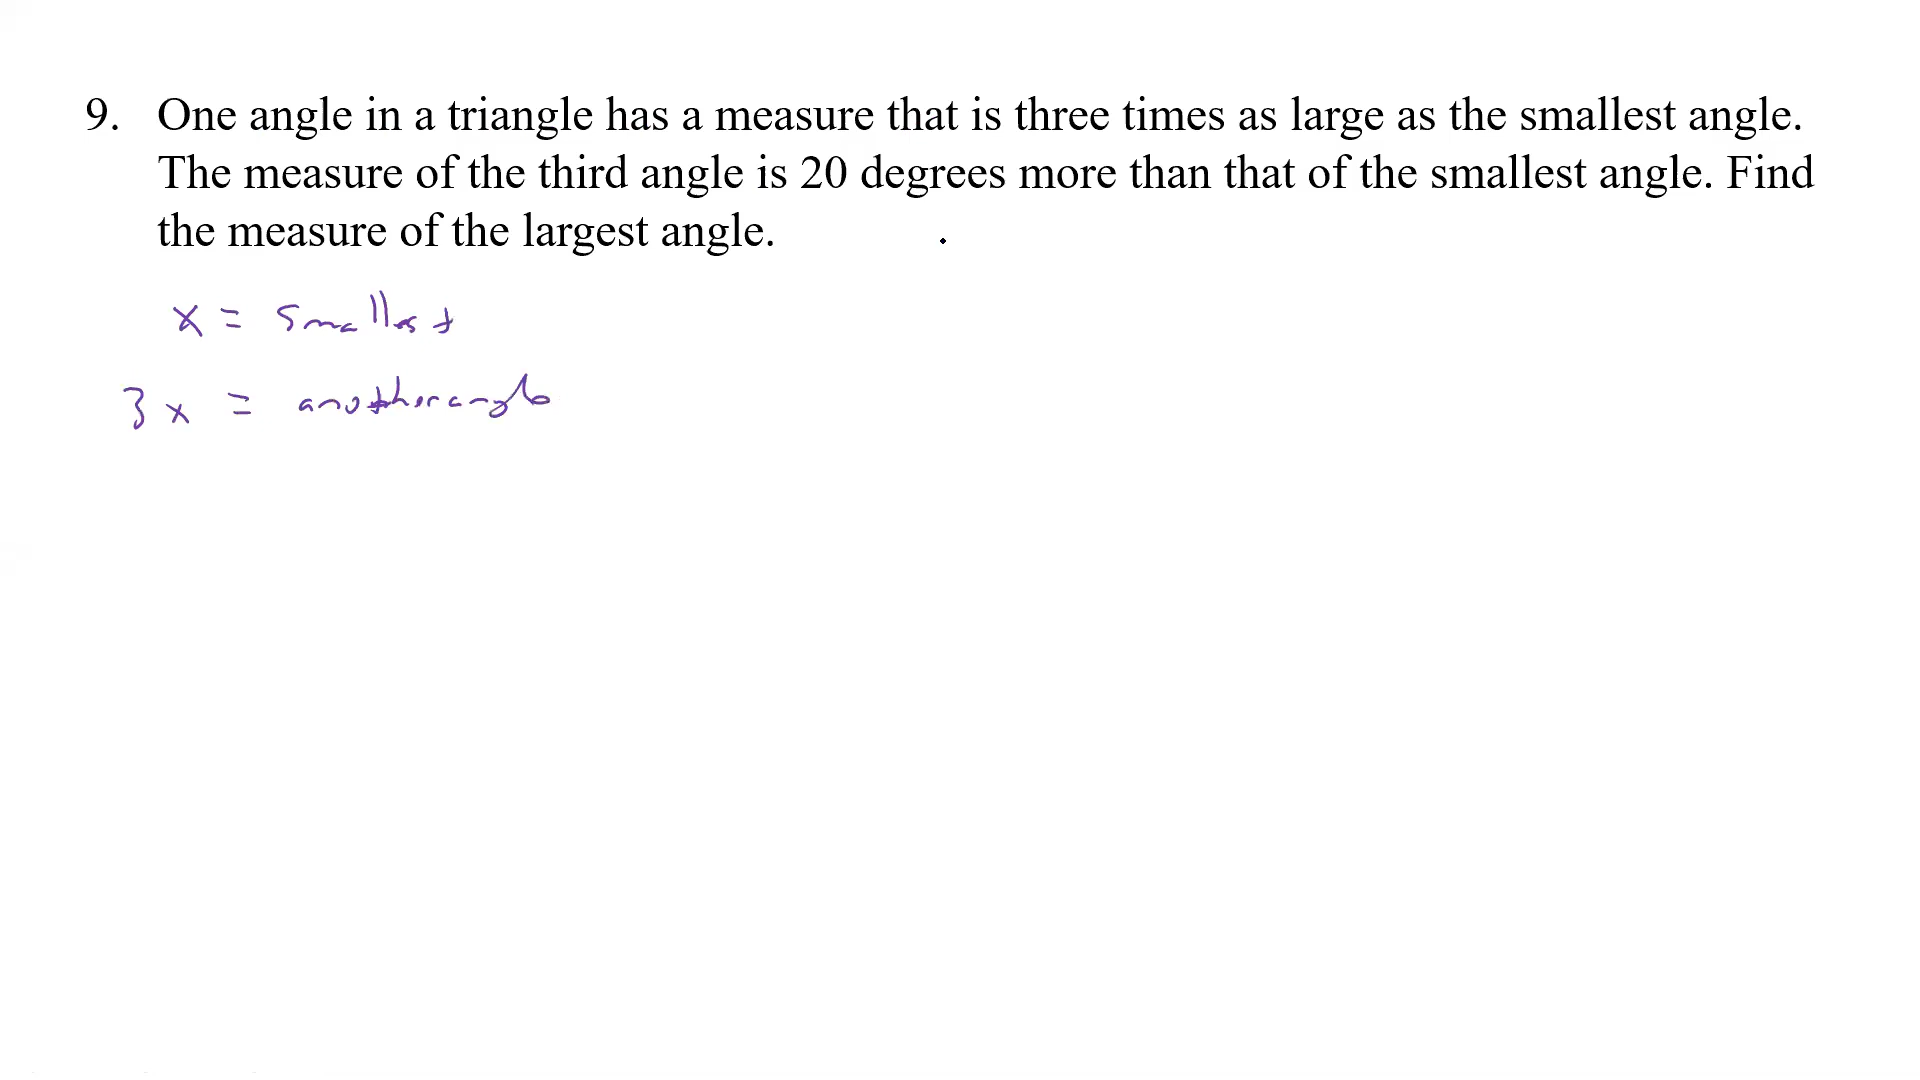 9. One angle in a triangle has a measure that is three times as large as the smallest angle.
The measure of the third angle is 20 degrees more than that of the smallest angle. Find
the measure of the largest angle.
x = smallest
3x = another angle